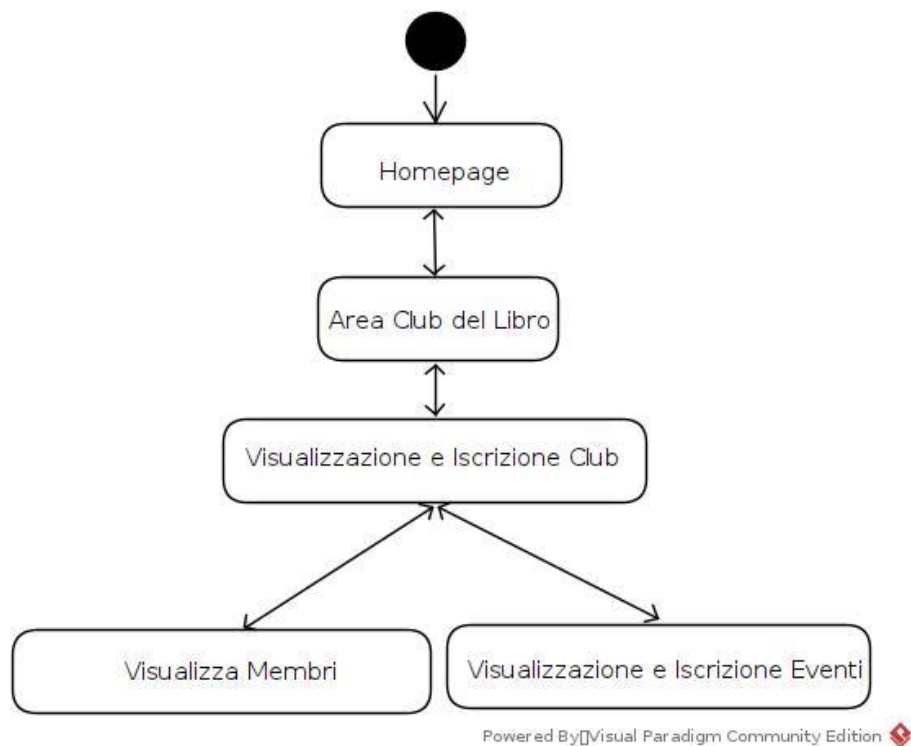 Homepage
Area Club del Libro
Visualizzazione e Iscrizione Club
Visualizza Membri
Visualizzazione e Iscrizione Eventi
Powered By▯Visual Paradigm Community Edition